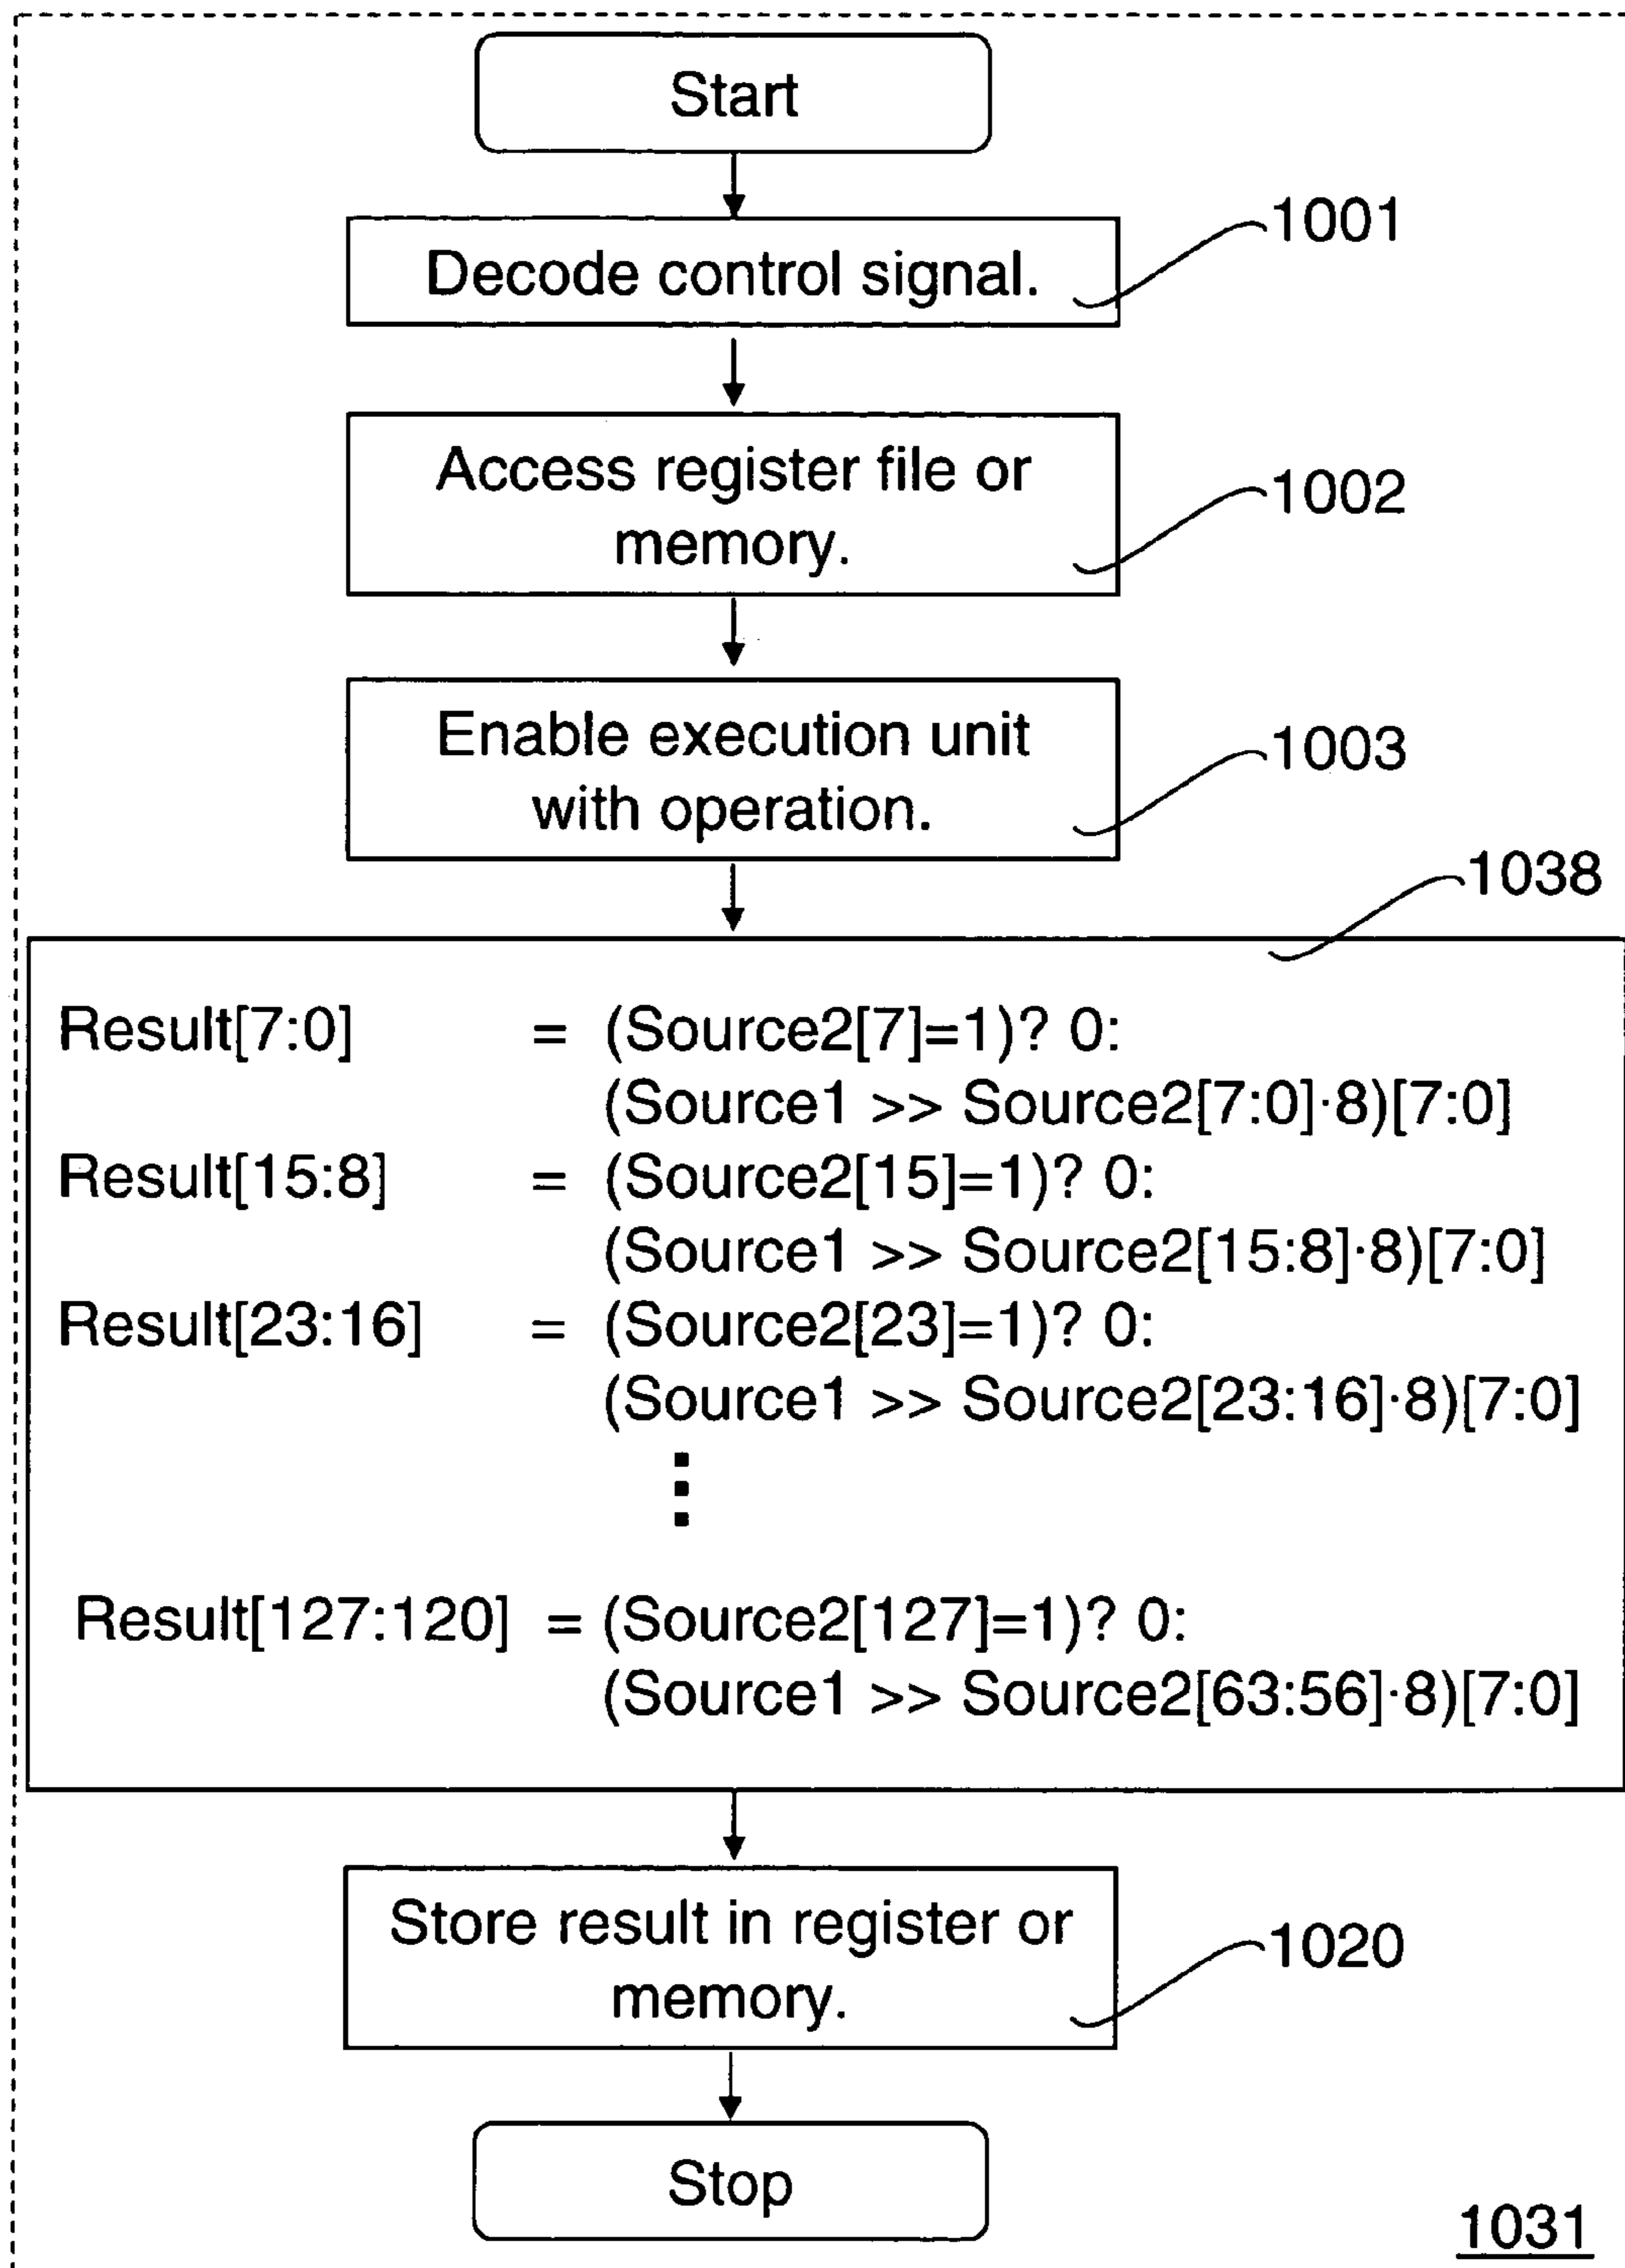 Start
Decode control signal.
1001
Access register file or
memory.
1002
Enable execution unit
with operation.
1003
1038
Result[7:0] = (Source2[7]=1)? 0:
(Source1 >> Source2[7:0]·8)[7:0]
Result[15:8] = (Source2[15]=1)? 0:
(Source1 >> Source2[15:8]·8)[7:0]
Result[23:16] = (Source2[23]=1)? 0:
(Source1 >> Source2[23:16]·8)[7:0]
⋮
Result[127:120] = (Source2[127]=1)? 0:
(Source1 >> Source2[63:56]·8)[7:0]
Store result in register or
memory.
1020
Stop
1031